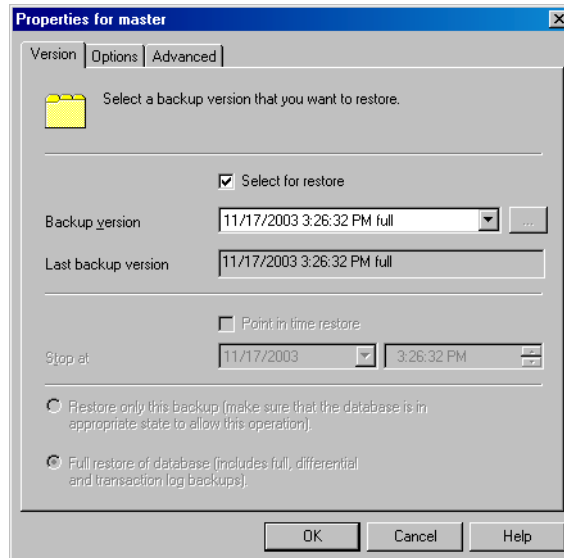 Properties for master
Version
Options
Advanced
Select a backup version that you want to restore.
Select for restore
Backup version
11/17/2003 3:26:32 PM full
...
Last backup version
11/17/2003 3:26:32 PM full
Point in time restore
Stop at
11/17/2003
3:26:32 PM
Restore only this backup (make sure that the database is in
appropriate state to allow this operation).
Full restore of database (includes full, differential
and transaction log backups).
OK
Cancel
Help